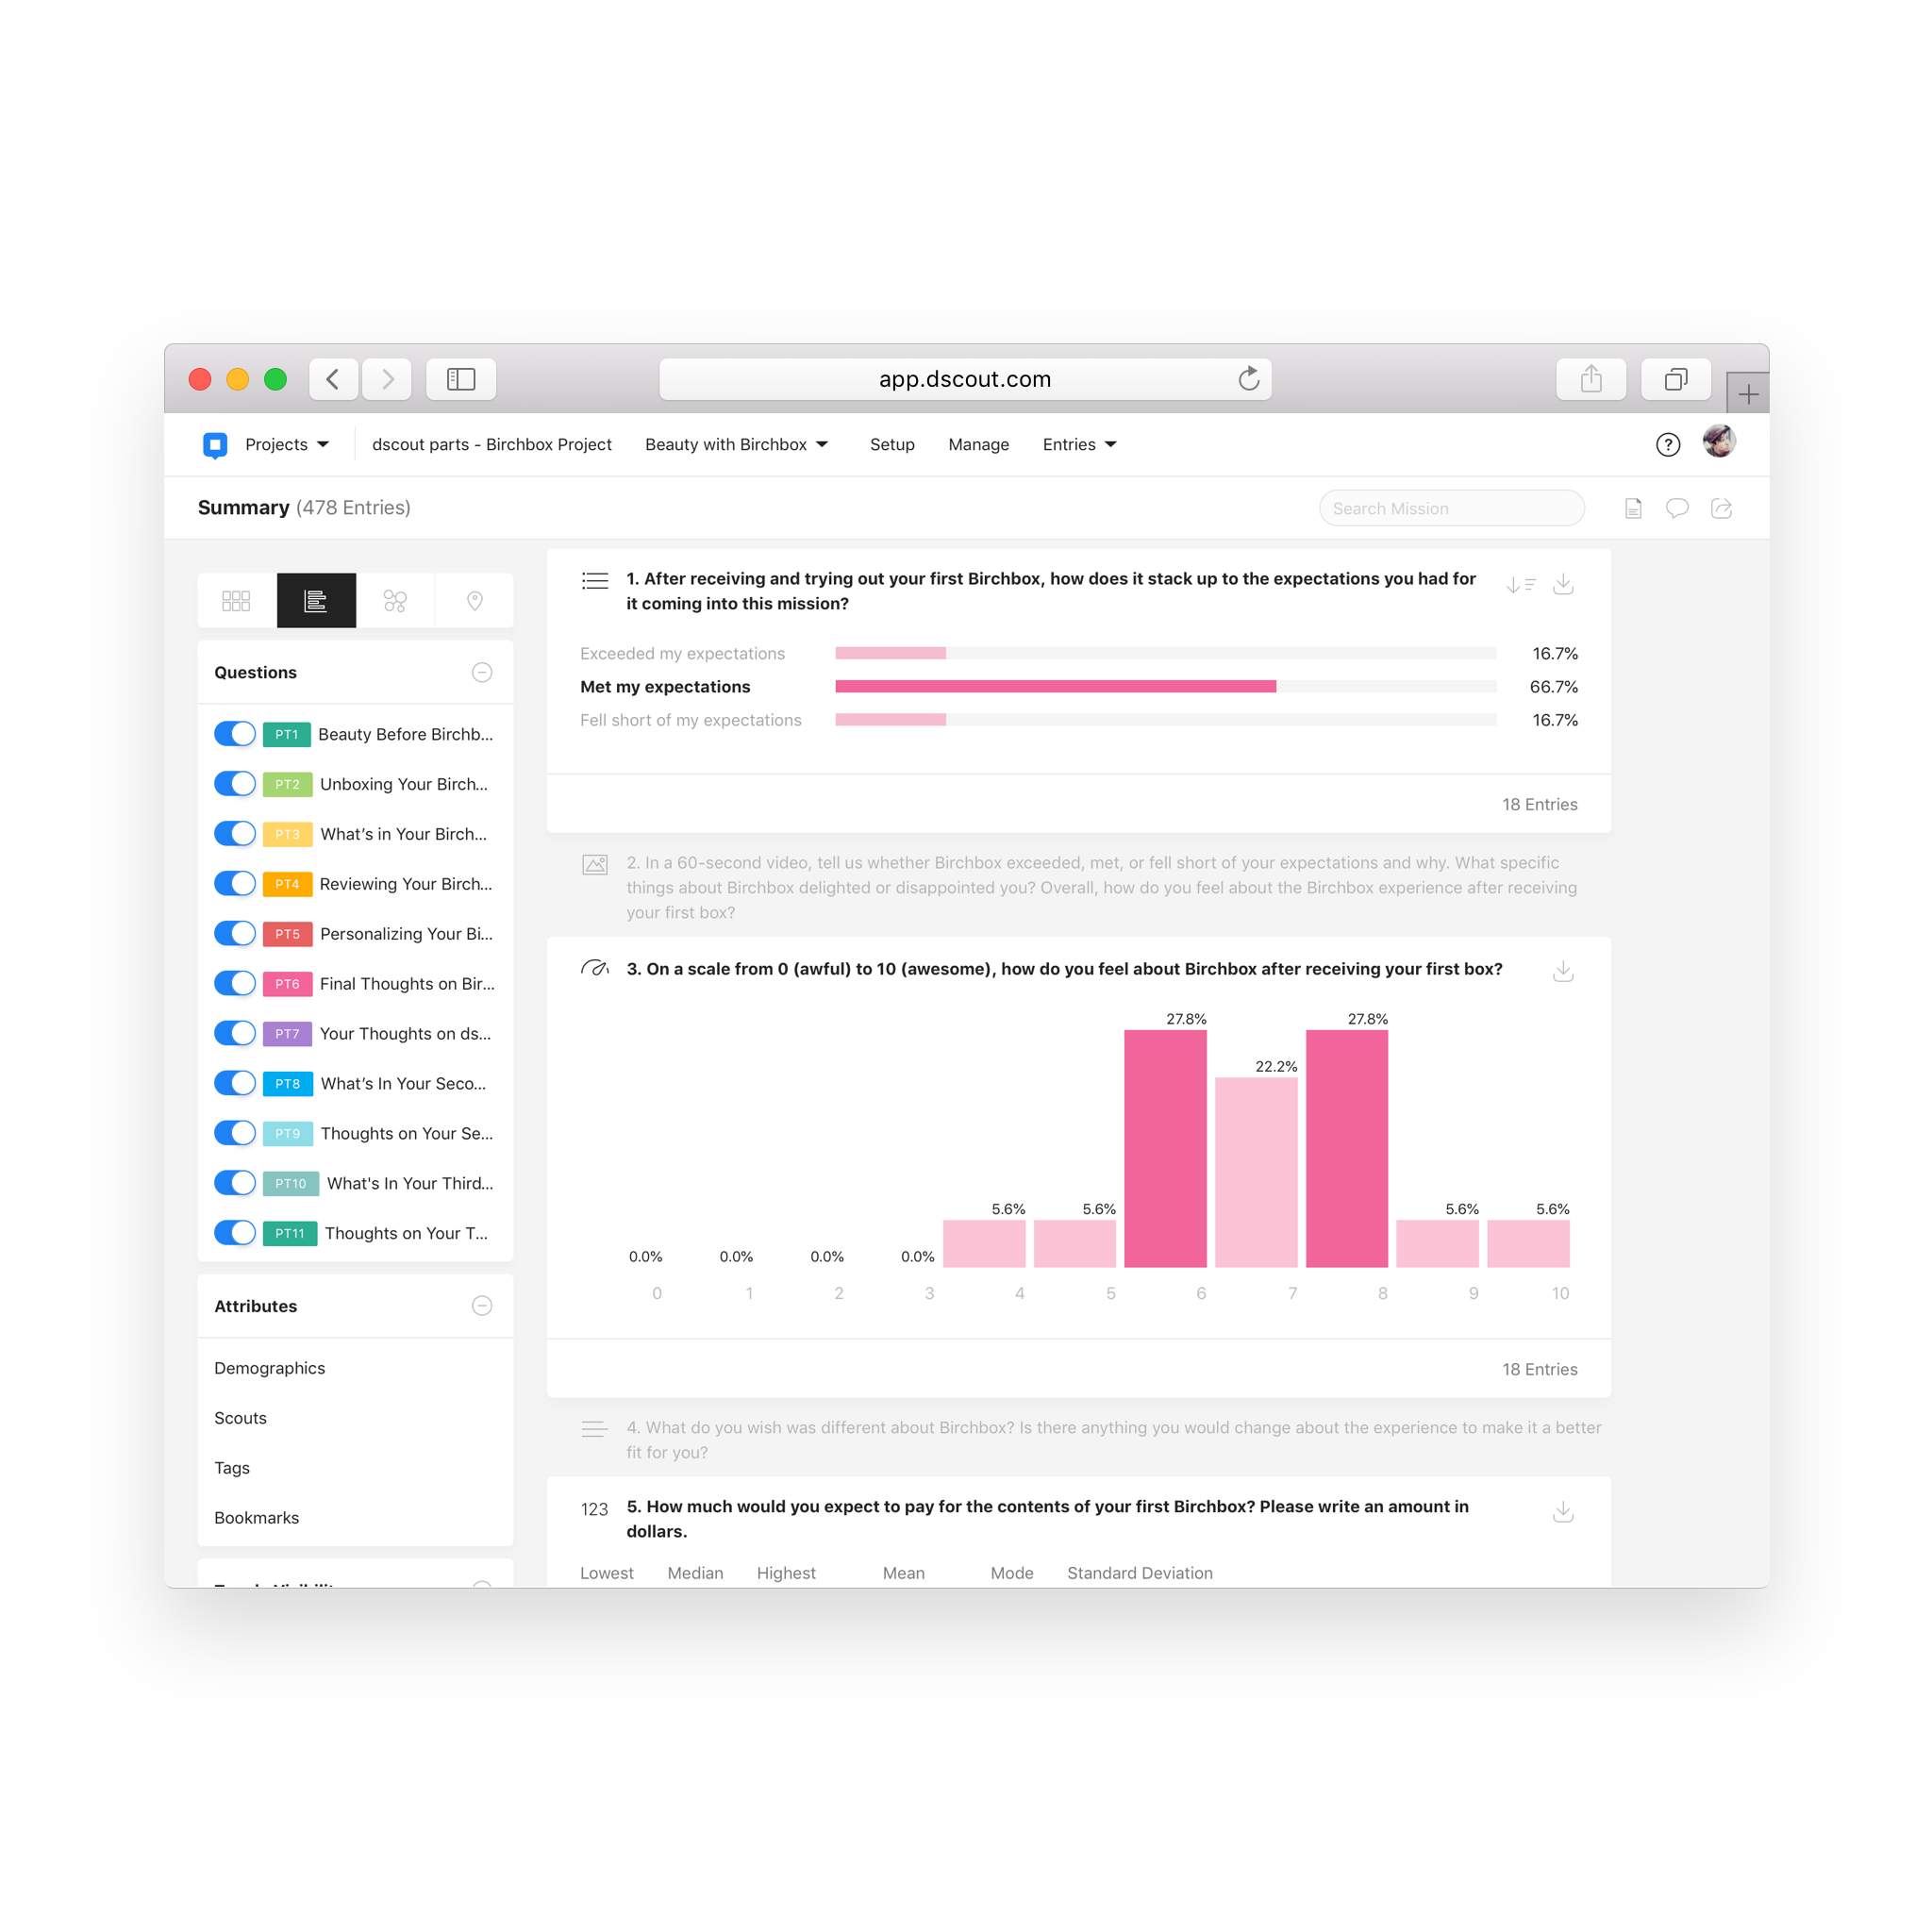 app.dscout.com
Projects
dscout parts - Birchbox Project
Beauty with Birchbox
Setup
Manage
Entries
?
Summary (478 Entries)
Search Mission
Questions
PT1 Beauty Before Birchb...
PT2 Unboxing Your Birch...
PT3 What’s in Your Birch...
PT4 Reviewing Your Birch...
PT5 Personalizing Your Bi...
PT6 Final Thoughts on Bir...
PT7 Your Thoughts on ds...
PT8 What’s In Your Seco...
PT9 Thoughts on Your Se...
PT10 What's In Your Third...
PT11 Thoughts on Your T...
Attributes
Demographics
Scouts
Tags
Bookmarks
1. After receiving and trying out your first Birchbox, how does it stack up to the expectations you had for
it coming into this mission?
Exceeded my expectations 16.7%
Met my expectations 66.7%
Fell short of my expectations 16.7%
18 Entries
2. In a 60-second video, tell us whether Birchbox exceeded, met, or fell short of your expectations and why. What specific
things about Birchbox delighted or disappointed you? Overall, how do you feel about the Birchbox experience after receiving
your first box?
3. On a scale from 0 (awful) to 10 (awesome), how do you feel about Birchbox after receiving your first box?
0.0% 0.0% 0.0% 0.0% 5.6% 5.6% 27.8% 22.2% 27.8% 5.6% 5.6%
0 1 2 3 4 5 6 7 8 9 10
18 Entries
4. What do you wish was different about Birchbox? Is there anything you would change about the experience to make it a better
fit for you?
123 5. How much would you expect to pay for the contents of your first Birchbox? Please write an amount in
dollars.
Lowest Median Highest Mean Mode Standard Deviation